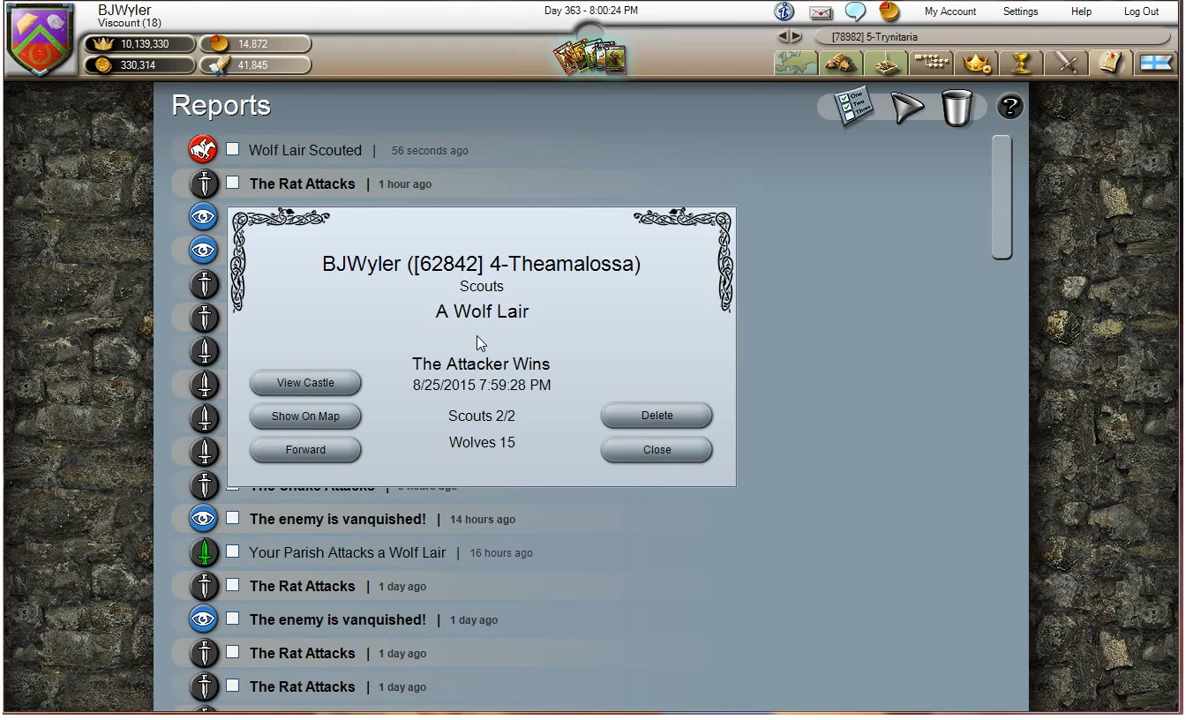 BJWyler
Viscount (18)
10,139,330
14,872
330,314
41,845
Day 363 - 8:00:24 PM
My Account
Settings
Help
Log Out
[78982] 5-Trynitaria
Reports
One
Two
Three
?
Wolf Lair Scouted | 56 seconds ago
The Rat Attacks | 1 hour ago
BJWyler ([62842] 4-Theamalossa)
Scouts
A Wolf Lair
The Attacker Wins
8/25/2015 7:59:28 PM
Scouts 2/2
Wolves 15
View Castle
Show On Map
Forward
Delete
Close
The enemy is vanquished! | 14 hours ago
Your Parish Attacks a Wolf Lair | 16 hours ago
The Rat Attacks | 1 day ago
The enemy is vanquished! | 1 day ago
The Rat Attacks | 1 day ago
The Rat Attacks | 1 day ago